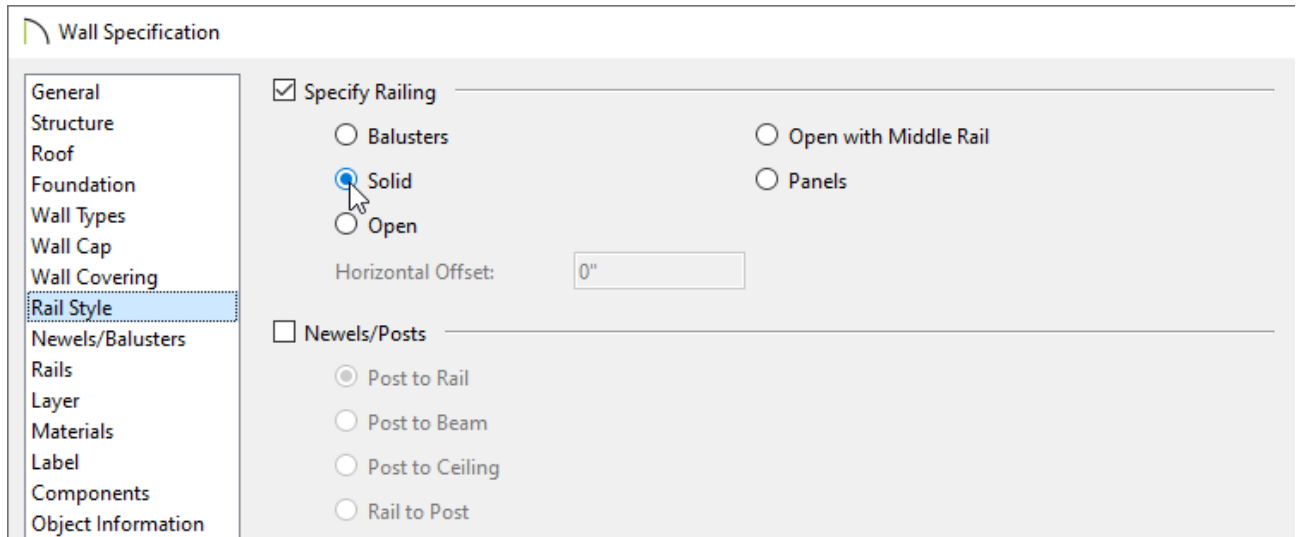 Wall Specification
General
Structure
Roof
Foundation
Wall Types
Wall Cap
Wall Covering
Rail Style
Newels/Balusters
Rails
Layer
Materials
Label
Components
Object Information
Specify Railing
Balusters
Open with Middle Rail
Solid
Panels
Open
Horizontal Offset: 0"
Newels/Posts
Post to Rail
Post to Beam
Post to Ceiling
Rail to Post